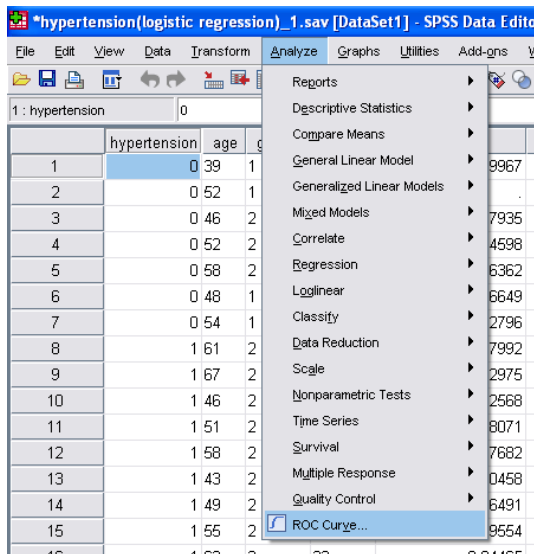 *hypertension(logistic regression)_1.sav [DataSet1] - SPSS Data Edito
File Edit View Data Transform Analyze Graphs Utilities Add-ons
1 : hypertension 0
hypertension age
Reports
Descriptive Statistics
Compare Means
General Linear Model
Generalized Linear Models
Mixed Models
Correlate
Regression
Loglinear
Classify
Data Reduction
Scale
Nonparametric Tests
Time Series
Survival
Multiple Response
Quality Control
ROC Curve...
1 0 39 1 9967
2 0 52 1 .
3 0 46 2 7935
4 0 52 2 4598
5 0 58 2 6362
6 0 48 1 6649
7 0 54 1 2796
8 1 61 2 7992
9 1 67 2 2975
10 1 46 2 2568
11 1 51 2 8071
12 1 58 2 7682
13 1 43 2 0458
14 1 49 2 6491
15 1 55 2 9554